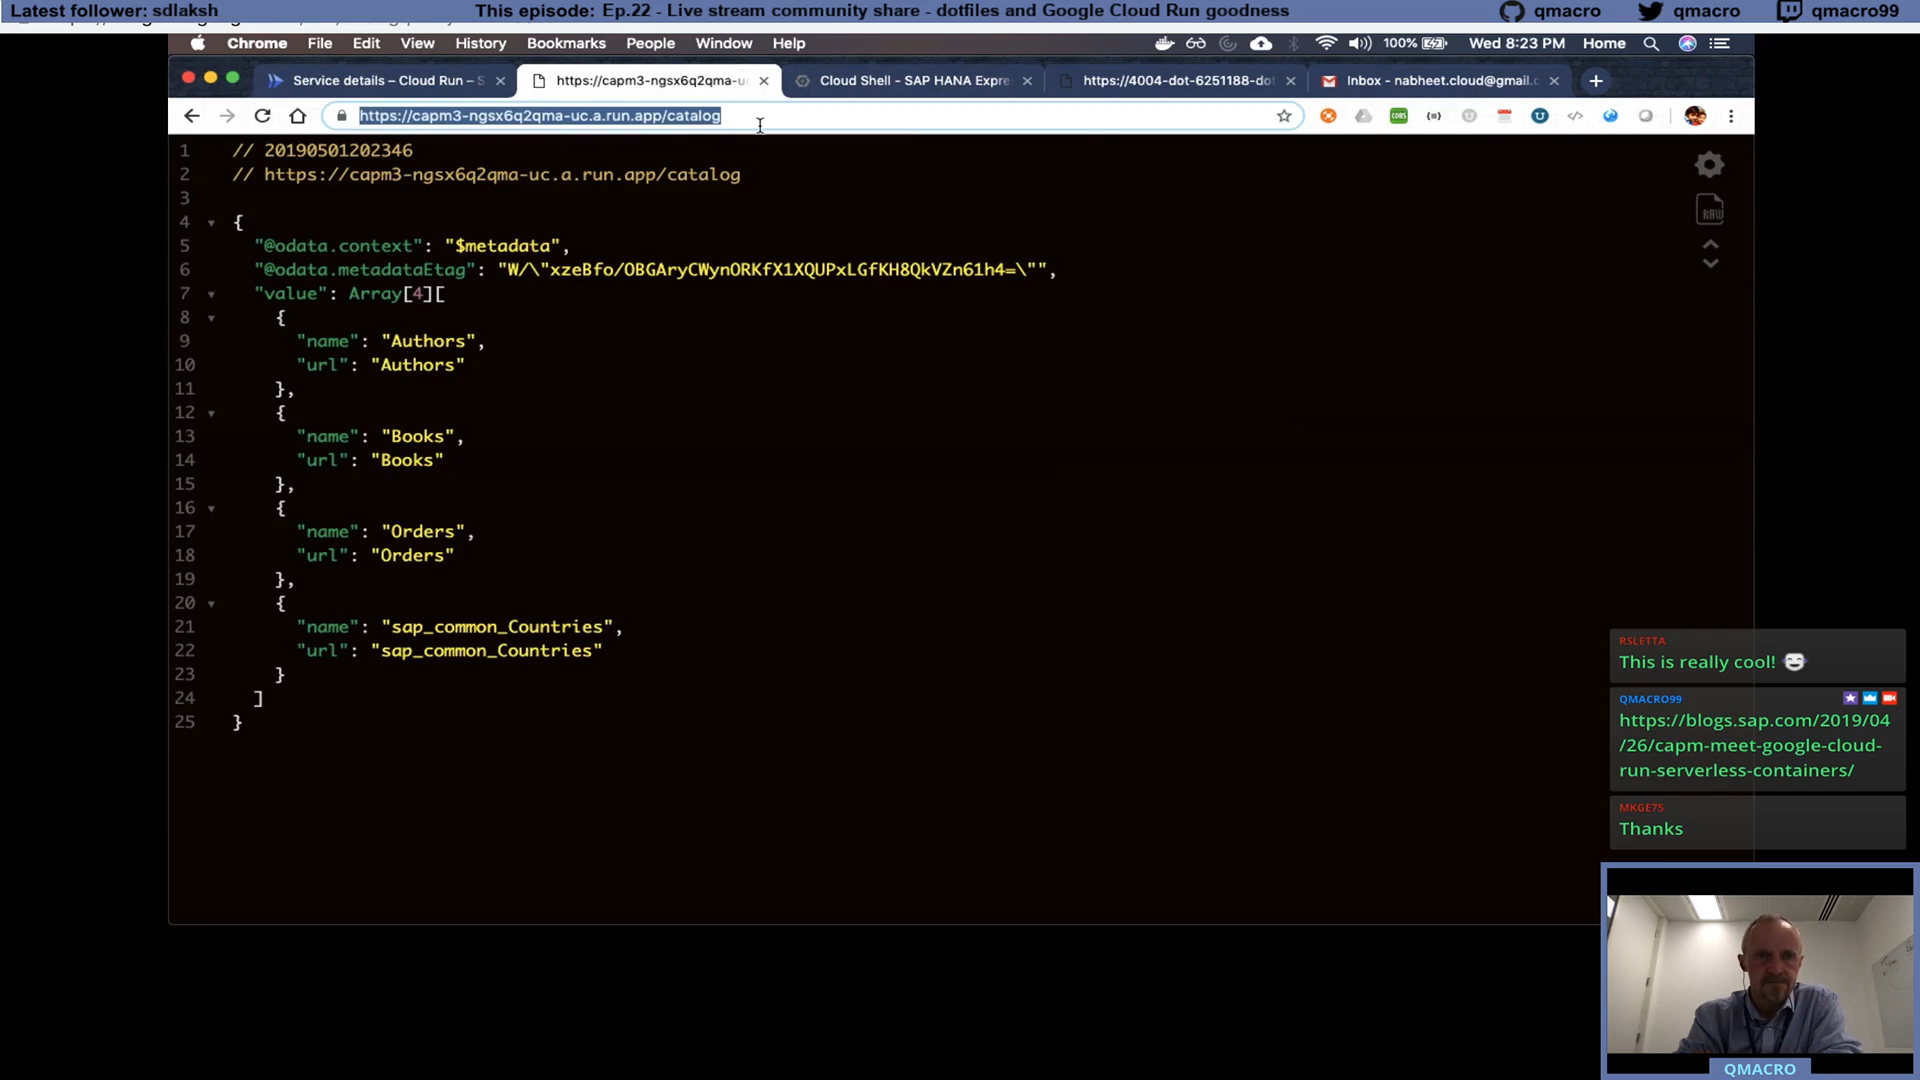 Latest follower: sdlaksh
This episode: Ep.22 - Live stream community share - dotfiles and Google Cloud Run goodness
qmacro
qmacro
qmacro99
Chrome File Edit View History Bookmarks People Window Help
100%
Wed 8:23 PM Home
Service details – Cloud Run – S
https://capm3-ngsx6q2qma-uc
Cloud Shell - SAP HANA Expre
https://4004-dot-6251188-dot
Inbox - nabheet.cloud@gmail.c
https://capm3-ngsx6q2qma-uc.a.run.app/catalog
CORS
1 // 20190501202346
2 // https://capm3-ngsx6q2qma-uc.a.run.app/catalog
3
4 {
5 "@odata.context": "$metadata",
6 "@odata.metadataEtag": "W/\"xzeBfo/OBGAryCWynORKfX1XQUPxLGfKH8QkVZn61h4=\"",
7 "value": Array[4][
8 {
9 "name": "Authors",
10 "url": "Authors"
11 },
12 {
13 "name": "Books",
14 "url": "Books"
15 },
16 {
17 "name": "Orders",
18 "url": "Orders"
19 },
20 {
21 "name": "sap_common_Countries",
22 "url": "sap_common_Countries"
23 }
24 ]
25 }
RAW
RSLETTA
This is really cool!
QMACRO99
https://blogs.sap.com/2019/04
/26/capm-meet-google-cloud-
run-serverless-containers/
MKGE75
Thanks
QMACRO